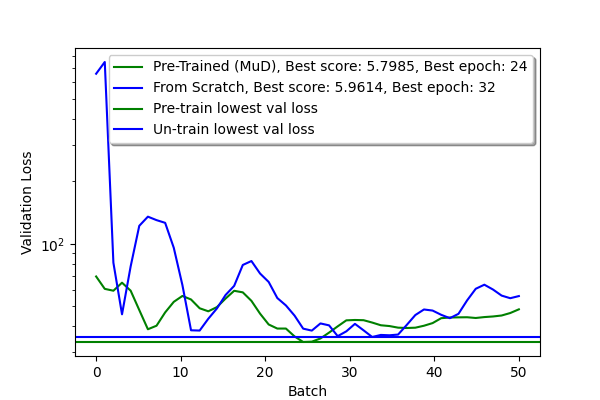 Pre-Trained (MuD), Best score: 5.7985, Best epoch: 24
From Scratch, Best score: 5.9614, Best epoch: 32
Pre-train lowest val loss
Un-train lowest val loss
Validation Loss
10²
0 10 20 30 40 50
Batch